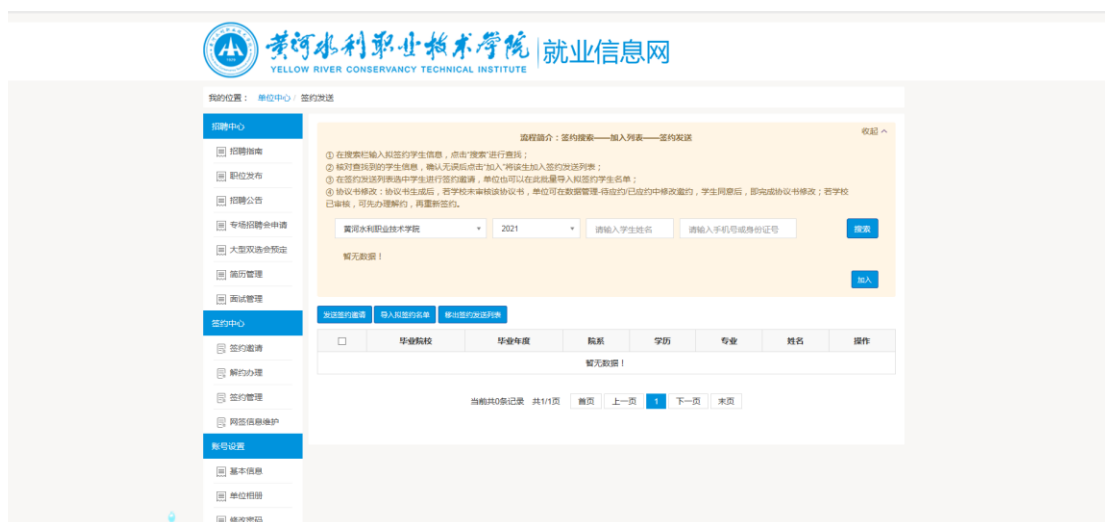 黄河水利职业技术学院 就业信息网
YELLOW RIVER CONSERVANCY TECHNICAL INSTITUTE
我的位置： 单位中心 / 签约发送
招聘中心
招聘指南
职位发布
招聘公告
专场招聘会申请
大型双选会预定
简历管理
面试管理
签约中心
签约邀请
解约办理
签约管理
网签信息维护
账号设置
基本信息
单位相册
修改密码
流程简介：签约搜索——加入列表——签约发送 收起
① 在搜索栏输入拟签约学生信息，点击"搜索"进行查找；
② 核对查找到的学生信息，确认无误后点击"加入"将该生加入签约发送列表；
③ 在签约发送列表选中学生进行签约邀请，单位也可以在此批量导入拟签约学生名单；
④ 协议书修改：协议书生成后，若学校未审核该协议书，单位可在数据管理-待应约/已应约中修改邀约，学生同意后，即完成协议书修改；若学校
已审核，可先办理解约，再重新签约。
黄河水利职业技术学院 2021 请输入学生姓名 请输入手机号或身份证号 搜索
暂无数据！
加入
发送签约邀请 导入拟签约名单 移出签约发送列表
毕业院校 毕业年度 院系 学历 专业 姓名 操作
暂无数据！
当前共0条记录 共1/1页 首页 上一页 1 下一页 末页